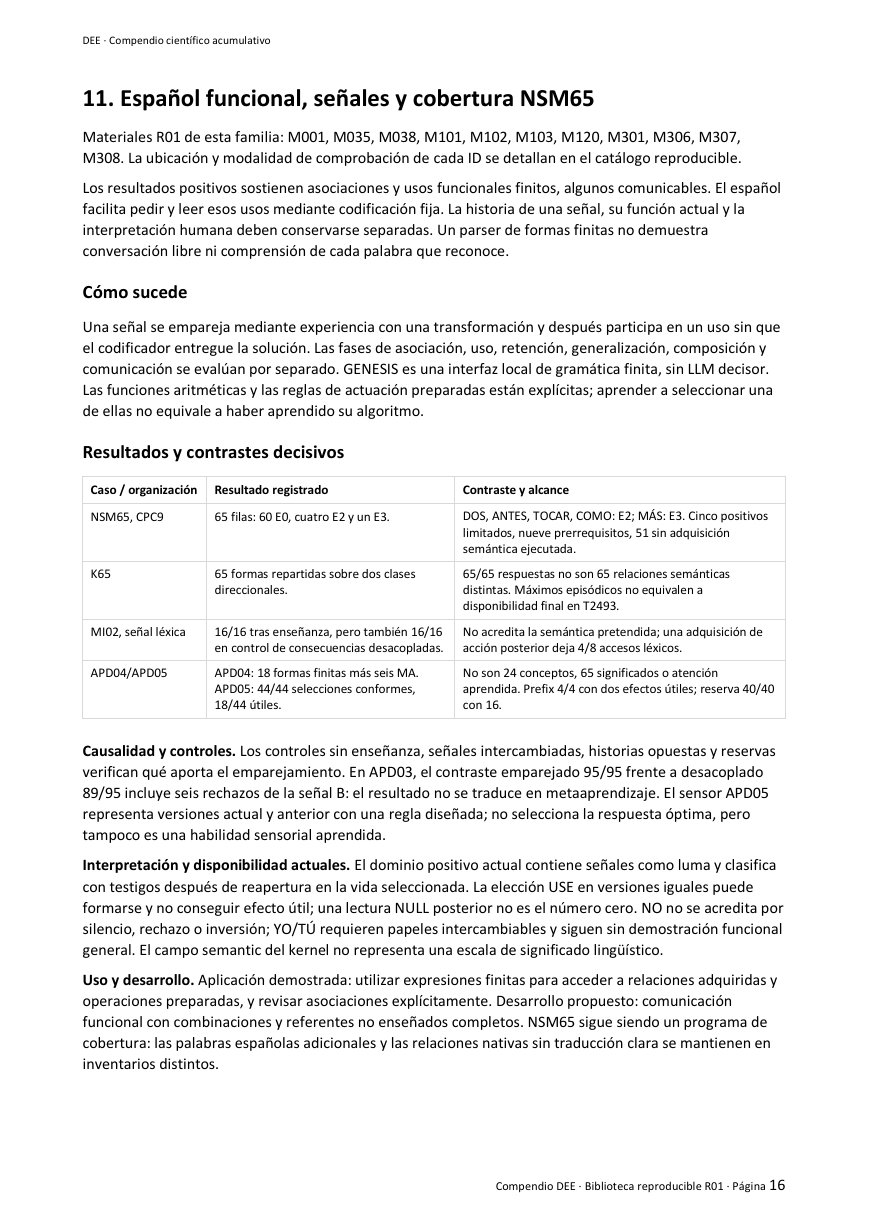 DEE · Compendio científico acumulativo
11. Español funcional, señales y cobertura NSM65
Materiales R01 de esta familia: M001, M035, M038, M101, M102, M103, M120, M301, M306, M307,
M308. La ubicación y modalidad de comprobación de cada ID se detallan en el catálogo reproducible.
Los resultados positivos sostienen asociaciones y usos funcionales finitos, algunos comunicables. El español
facilita pedir y leer esos usos mediante codificación fija. La historia de una señal, su función actual y la
interpretación humana deben conservarse separadas. Un parser de formas finitas no demuestra
conversación libre ni comprensión de cada palabra que reconoce.
Cómo sucede
Una señal se empareja mediante experiencia con una transformación y después participa en un uso sin que
el codificador entregue la solución. Las fases de asociación, uso, retención, generalización, composición y
comunicación se evalúan por separado. GENESIS es una interfaz local de gramática finita, sin LLM decisor.
Las funciones aritméticas y las reglas de actuación preparadas están explícitas; aprender a seleccionar una
de ellas no equivale a haber aprendido su algoritmo.
Resultados y contrastes decisivos
Caso / organización
Resultado registrado
Contraste y alcance
NSM65, CPC9
65 filas: 60 E0, cuatro E2 y un E3.
DOS, ANTES, TOCAR, COMO: E2; MÁS: E3. Cinco positivos
limitados, nueve prerrequisitos, 51 sin adquisición
semántica ejecutada.
K65
65 formas repartidas sobre dos clases
direccionales.
65/65 respuestas no son 65 relaciones semánticas
distintas. Máximos episódicos no equivalen a
disponibilidad final en T2493.
MI02, señal léxica
16/16 tras enseñanza, pero también 16/16
en control de consecuencias desacopladas.
No acredita la semántica pretendida; una adquisición de
acción posterior deja 4/8 accesos léxicos.
APD04/APD05
APD04: 18 formas finitas más seis MA.
APD05: 44/44 selecciones conformes,
18/44 útiles.
No son 24 conceptos, 65 significados o atención
aprendida. Prefix 4/4 con dos efectos útiles; reserva 40/40
con 16.
Causalidad y controles. Los controles sin enseñanza, señales intercambiadas, historias opuestas y reservas
verifican qué aporta el emparejamiento. En APD03, el contraste emparejado 95/95 frente a desacoplado
89/95 incluye seis rechazos de la señal B: el resultado no se traduce en metaaprendizaje. El sensor APD05
representa versiones actual y anterior con una regla diseñada; no selecciona la respuesta óptima, pero
tampoco es una habilidad sensorial aprendida.
Interpretación y disponibilidad actuales. El dominio positivo actual contiene señales como luma y clasifica
con testigos después de reapertura en la vida seleccionada. La elección USE en versiones iguales puede
formarse y no conseguir efecto útil; una lectura NULL posterior no es el número cero. NO no se acredita por
silencio, rechazo o inversión; YO/TÚ requieren papeles intercambiables y siguen sin demostración funcional
general. El campo semantic del kernel no representa una escala de significado lingüístico.
Uso y desarrollo. Aplicación demostrada: utilizar expresiones finitas para acceder a relaciones adquiridas y
operaciones preparadas, y revisar asociaciones explícitamente. Desarrollo propuesto: comunicación
funcional con combinaciones y referentes no enseñados completos. NSM65 sigue siendo un programa de
cobertura: las palabras españolas adicionales y las relaciones nativas sin traducción clara se mantienen en
inventarios distintos.
Compendio DEE · Biblioteca reproducible R01 · Página 16